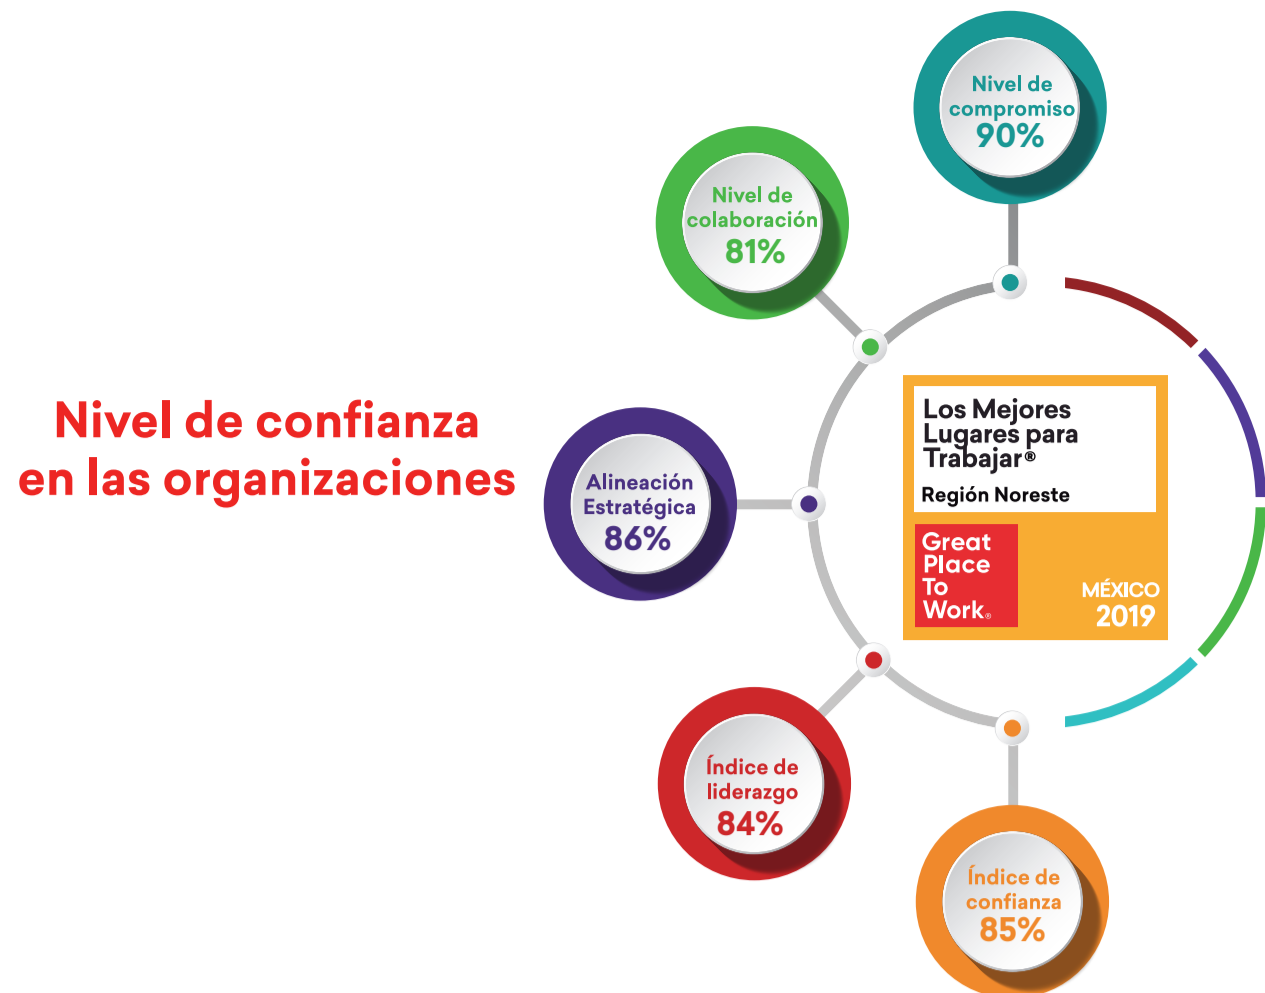 Nivel de confianza
en las organizaciones
Nivel de
compromiso
90%
Nivel de
colaboración
81%
Alineación
Estratégica
86%
Índice de
liderazgo
84%
Índice de
confianza
85%
Los Mejores
Lugares para
Trabajar®
Región Noreste
Great
Place
To
Work®
MÉXICO
2019